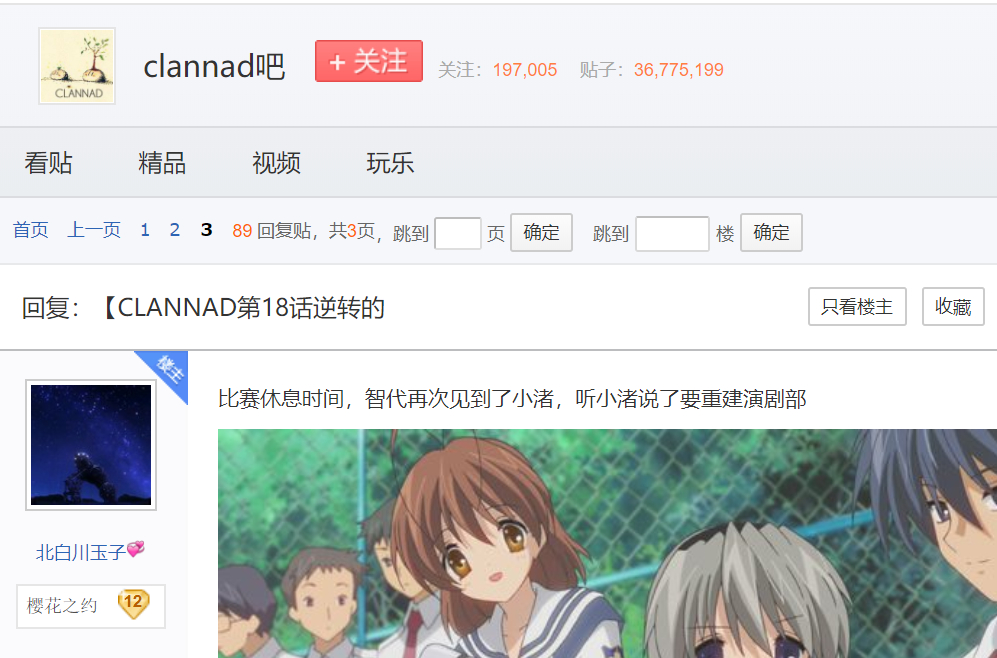 CLANNAD
clannad吧
+ 关注
关注：197,005 贴子：36,775,199
看贴 精品 视频 玩乐
首页 上一页 1 2 3 89 回复贴，共3页，跳到 页 确定 跳到 楼 确定
回复：【CLANNAD第18话逆转的
只看楼主 收藏
楼主
比赛休息时间，智代再次见到了小渚，听小渚说了要重建演剧部
北白川玉子
樱花之约 12